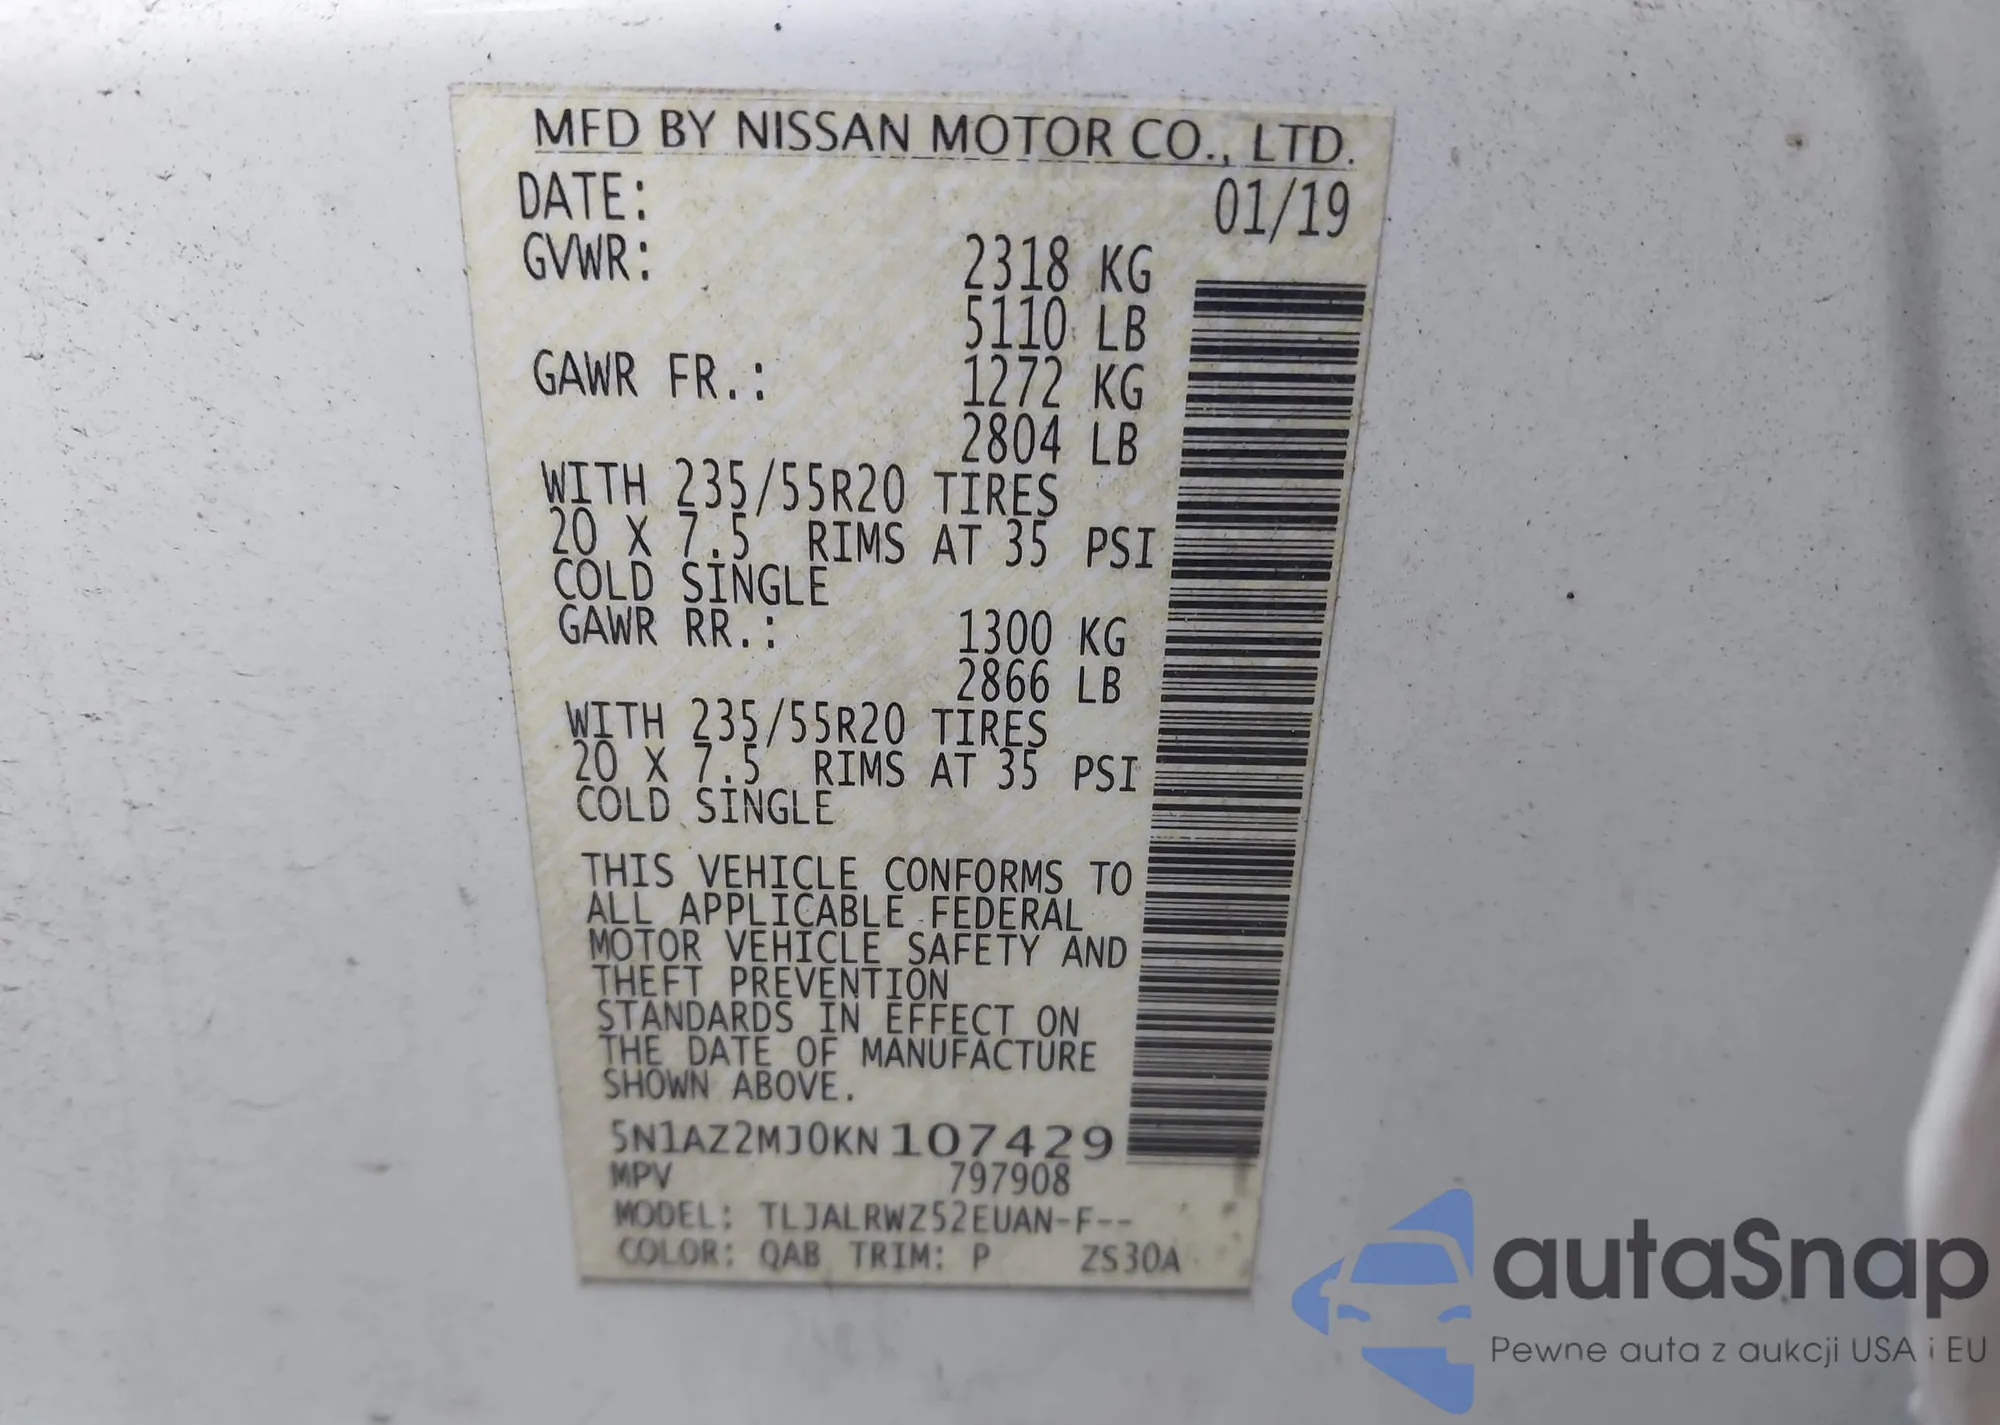 MFD BY NISSAN MOTOR CO., LTD.
DATE: 01/19
GVWR: 2318 KG
5110 LB
GAWR FR.: 1272 KG
2804 LB
WITH 235/55R20 TIRES
20 X 7.5 RIMS AT 35 PSI
COLD SINGLE
GAWR RR.: 1300 KG
2866 LB
WITH 235/55R20 TIRES
20 X 7.5 RIMS AT 35 PSI
COLD SINGLE
THIS VEHICLE CONFORMS TO
ALL APPLICABLE FEDERAL
MOTOR VEHICLE SAFETY AND
THEFT PREVENTION
STANDARDS IN EFFECT ON
THE DATE OF MANUFACTURE
SHOWN ABOVE.
5N1AZ2MJ0KN107429
MPV 797908
MODEL: TLJALRWZ52EUAN-F--
COLOR: QAB TRIM: P ZS30A
autaSnap
Pewne auta z aukcji USA i EU